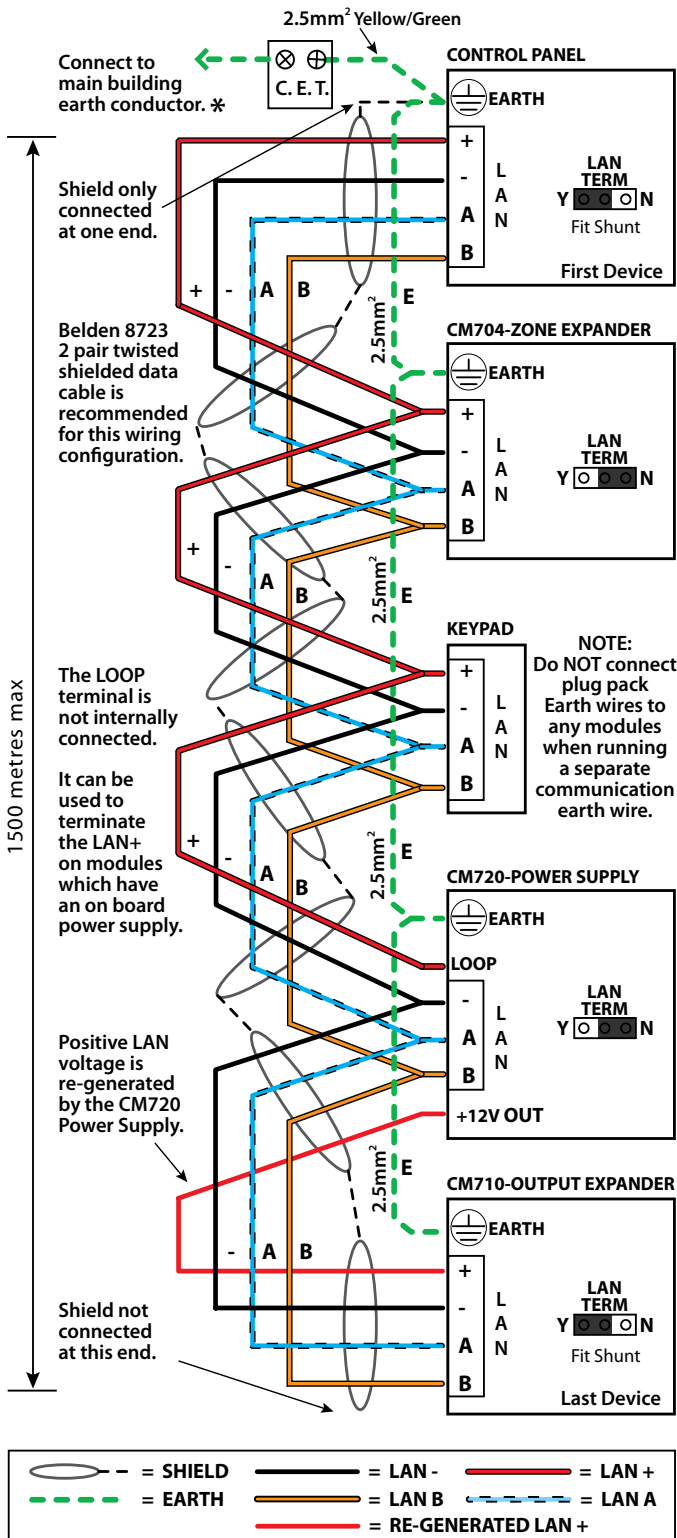 2.5mm² Yellow/Green
Connect to
main building
earth conductor. *
C. E. T.
CONTROL PANEL
EARTH
+
-
A
B
L
A
N
LAN
TERM
Y N
Fit Shunt
First Device
Shield only
connected
at one end.
+ - A B
2.5mm²
E
Belden 8723
2 pair twisted
shielded data
cable is
recommended
for this wiring
configuration.
CM704-ZONE EXPANDER
EARTH
+
-
A
B
L
A
N
LAN
TERM
Y N
+ - A B
2.5mm²
E
1500 metres max
KEYPAD
+
-
A
B
L
A
N
NOTE:
Do NOT connect
plug pack
Earth wires to
any modules
when running
a separate
communication
earth wire.
The LOOP
terminal is
not internally
connected.
It can be
used to
terminate
the LAN+
on modules
which have
an on board
power supply.
+ - A B
2.5mm²
E
CM720-POWER SUPPLY
EARTH
LOOP
-
A
B
L
A
N
LAN
TERM
Y N
+12V OUT
Positive LAN
voltage is
re-generated
by the CM720
Power Supply.
2.5mm²
E
CM710-OUTPUT EXPANDER
EARTH
- A B
+
-
A
B
L
A
N
LAN
TERM
Y N
Fit Shunt
Last Device
Shield not
connected
at this end.
= SHIELD = LAN - = LAN +
= EARTH = LAN B = LAN A
= RE-GENERATED LAN +